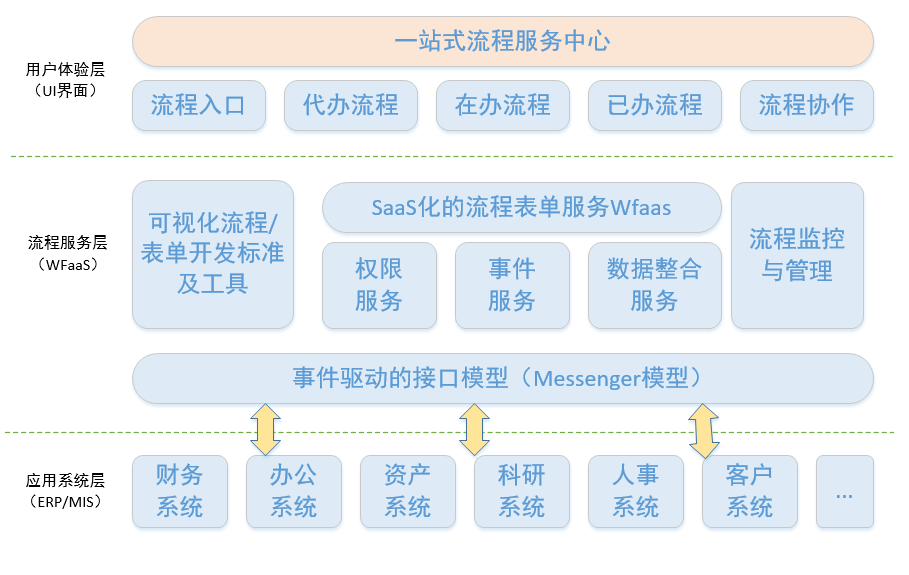 一站式流程服务中心
用户体验层
（UI界面）
流程入口
代办流程
在办流程
已办流程
流程协作
流程服务层
（WFaaS）
可视化流程/
表单开发标准
及工具
SaaS化的流程表单服务Wfaas
权限
服务
事件
服务
数据整合
服务
流程监控
与管理
事件驱动的接口模型（Messenger模型）
应用系统层
（ERP/MIS）
财务
系统
办公
系统
资产
系统
科研
系统
人事
系统
客户
系统
...